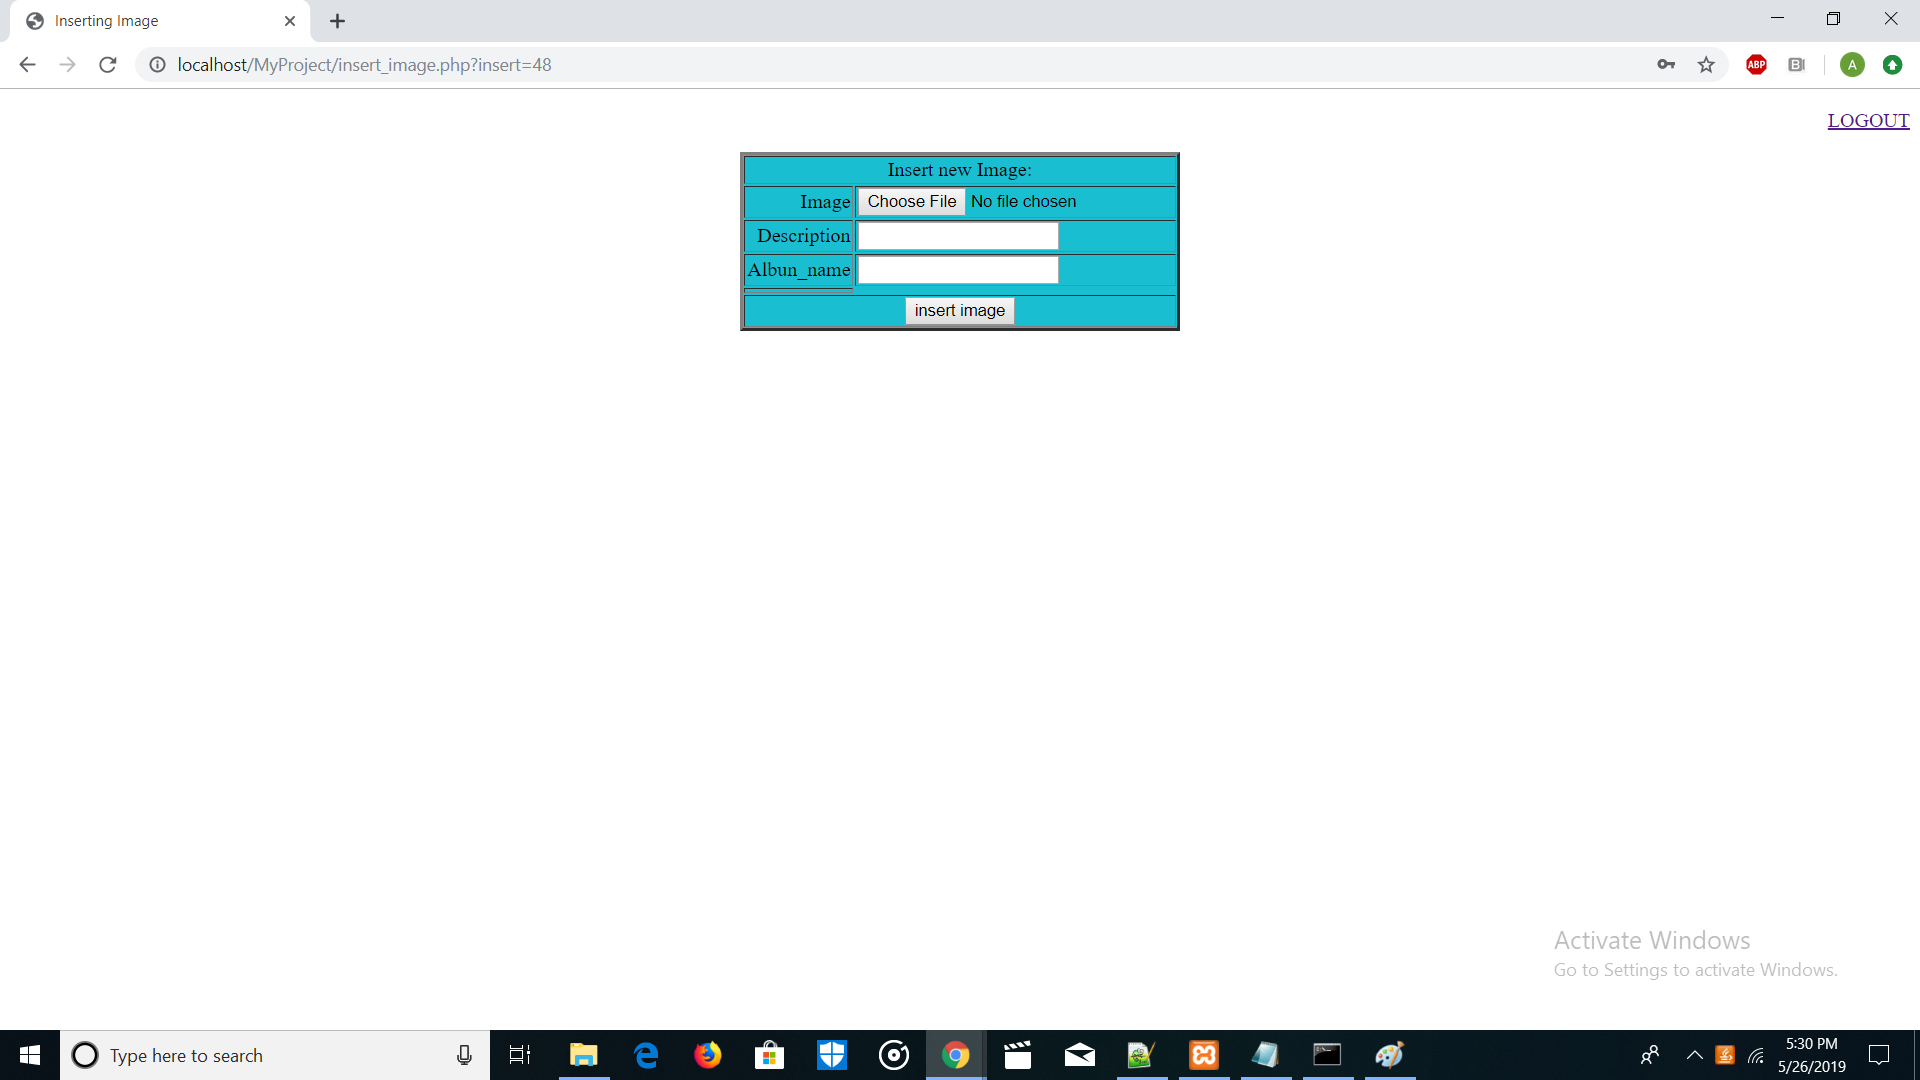 Inserting Image
localhost/MyProject/insert_image.php?insert=48
ABP
B
A
LOGOUT
Insert new Image:
Image Choose File No file chosen
Description
Albun_name
insert image
Activate Windows
Go to Settings to activate Windows.
Type here to search
5:30 PM
5/26/2019